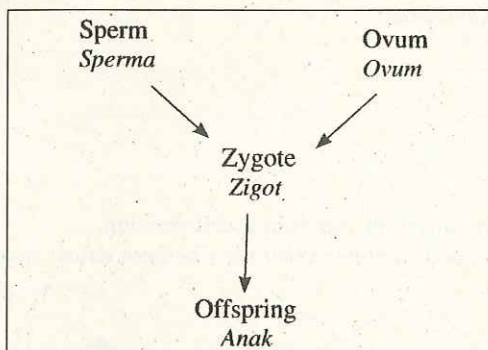 Sperm
Sperma
Ovum
Ovum
Zygote
Zigot
Offspring
Anak